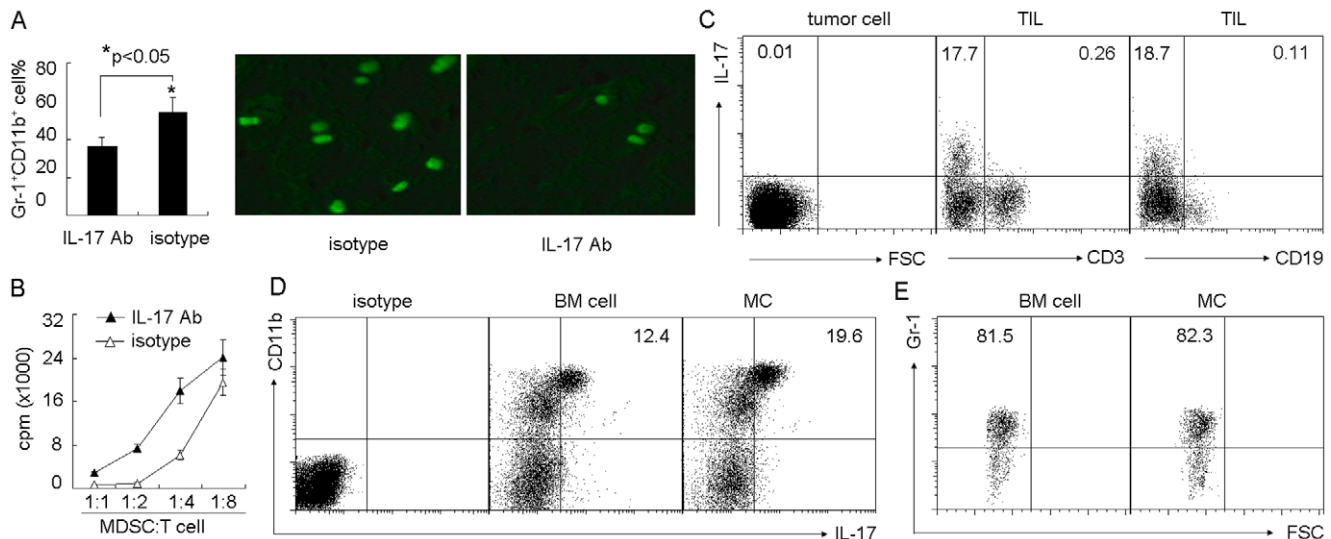 A
*p<0.05
*
Gr-1+CD11b+ cell%
80
60
40
20
0
IL-17 Ab
isotype
isotype
IL-17 Ab
B
cpm (x1000)
32
24
16
8
0
IL-17 Ab
isotype
1:1 1:2 1:4 1:8
MDSC:T cell
C
tumor cell
TIL
TIL
IL-17
0.01
17.7
0.26
18.7
0.11
FSC
CD3
CD19
D
isotype
BM cell
MC
CD11b
12.4
19.6
IL-17
E
BM cell
MC
Gr-1
81.5
82.3
FSC